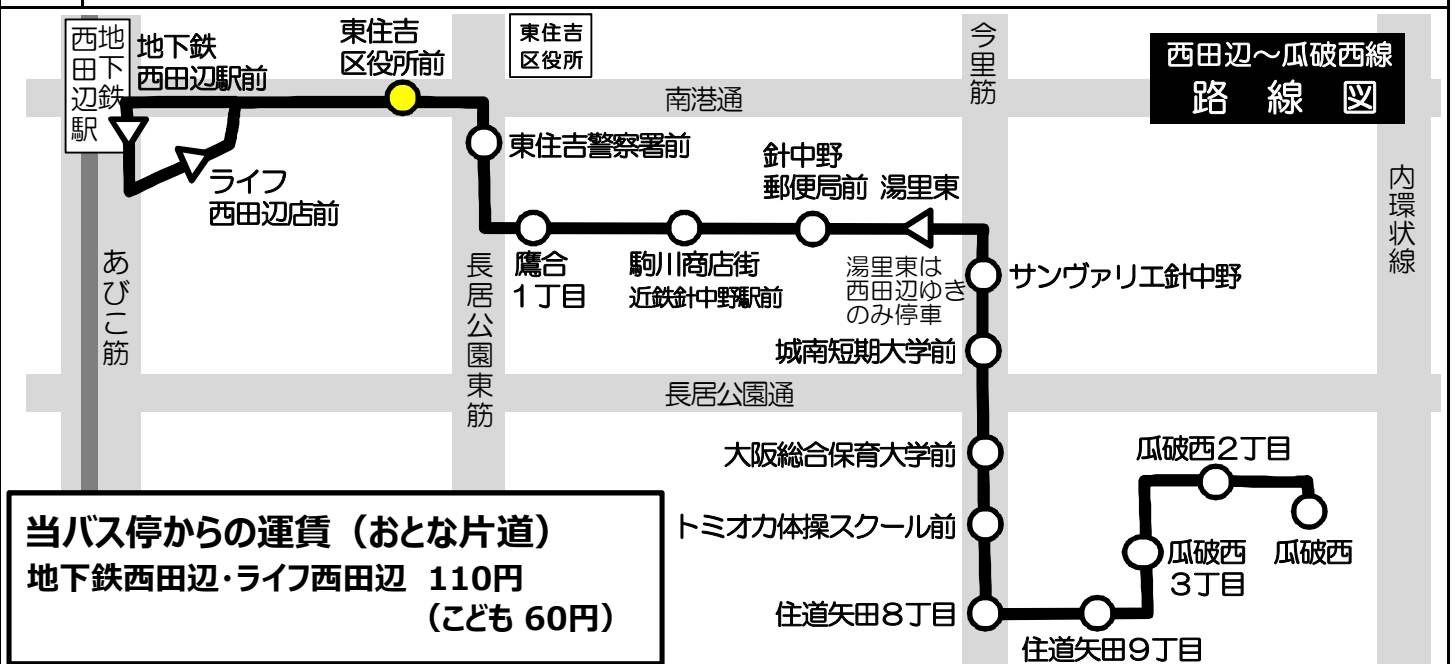 地下鉄
西田辺駅
地下鉄
西田辺駅前
東住吉
区役所前
東住吉
区役所
今里筋
西田辺～瓜破西線
路線図
南港通
東住吉警察署前
ライフ
西田辺店前
針中野
郵便局前
湯里東
内環状線
あびこ筋
長居公園東筋
鷹合
1丁目
駒川商店街
近鉄針中野駅前
湯里東は
西田辺ゆき
のみ停車
サンヴァリエ針中野
城南短期大学前
長居公園通
大阪総合保育大学前
瓜破西2丁目
トミオカ体操スクール前
瓜破西
3丁目
瓜破西
住道矢田8丁目
住道矢田9丁目
当バス停からの運賃（おとな片道）
地下鉄西田辺・ライフ西田辺 110円
（こども 60円）